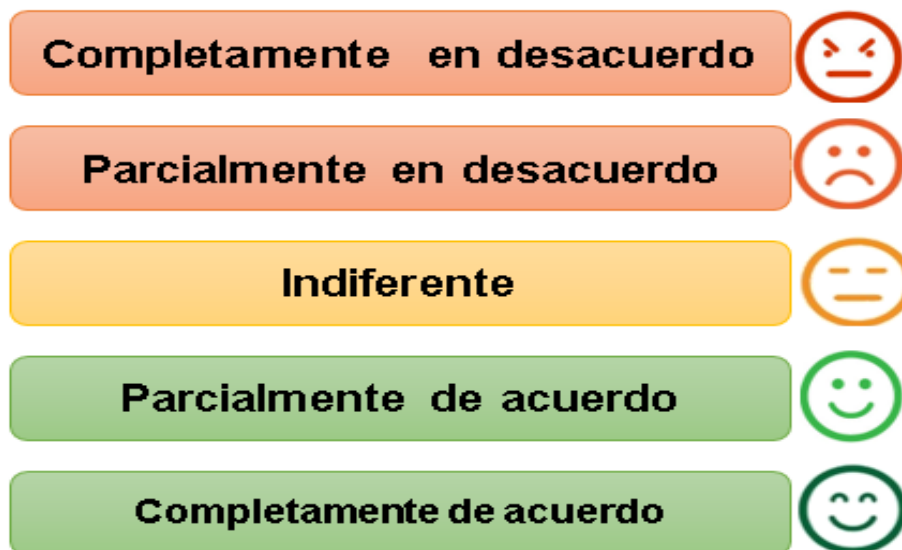 Completamente en desacuerdo
Parcialmente en desacuerdo
Indiferente
Parcialmente de acuerdo
Completamente de acuerdo